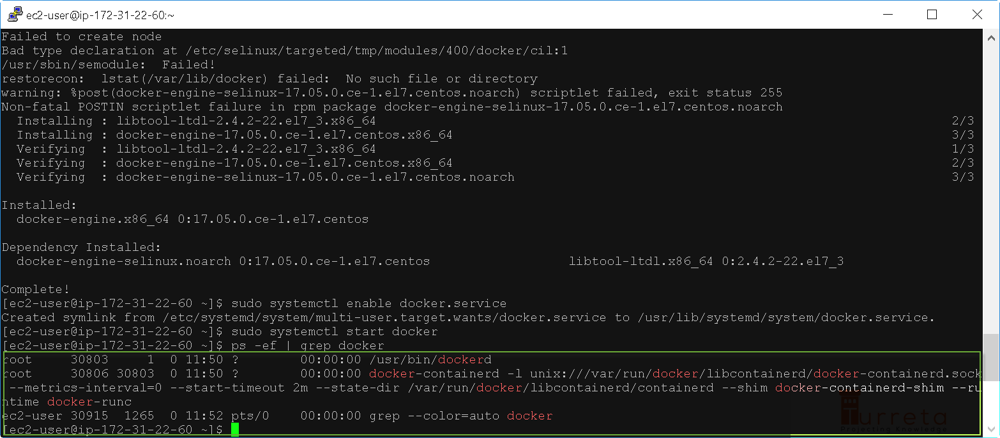 ec2-user@ip-172-31-22-60:~
Failed to create node
Bad type declaration at /etc/selinux/targeted/tmp/modules/400/docker/cil:1
/usr/sbin/semodule:  Failed!
restorecon:  lstat(/var/lib/docker) failed:  No such file or directory
warning: %post(docker-engine-selinux-17.05.0.ce-1.el7.centos.noarch) scriptlet failed, exit status 255
Non-fatal POSTIN scriptlet failure in rpm package docker-engine-selinux-17.05.0.ce-1.el7.centos.noarch
  Installing : libtool-ltdl-2.4.2-22.el7_3.x86_64 2/3
  Installing : docker-engine-17.05.0.ce-1.el7.centos.x86_64 3/3
  Verifying  : libtool-ltdl-2.4.2-22.el7_3.x86_64 1/3
  Verifying  : docker-engine-17.05.0.ce-1.el7.centos.x86_64 2/3
  Verifying  : docker-engine-selinux-17.05.0.ce-1.el7.centos.noarch 3/3
Installed:
  docker-engine.x86_64 0:17.05.0.ce-1.el7.centos
Dependency Installed:
  docker-engine-selinux.noarch 0:17.05.0.ce-1.el7.centos libtool-ltdl.x86_64 0:2.4.2-22.el7_3
Complete!
[ec2-user@ip-172-31-22-60 ~]$ sudo systemctl enable docker.service
Created symlink from /etc/systemd/system/multi-user.target.wants/docker.service to /usr/lib/systemd/system/docker.service.
[ec2-user@ip-172-31-22-60 ~]$ sudo systemctl start docker
[ec2-user@ip-172-31-22-60 ~]$ ps -ef | grep docker
root     30803     1  0 11:50 ?        00:00:00 /usr/bin/dockerd
root     30806 30803  0 11:50 ?        00:00:00 docker-containerd -l unix:///var/run/docker/libcontainerd/docker-containerd.sock
 --metrics-interval=0 --start-timeout 2m --state-dir /var/run/docker/libcontainerd/containerd --shim docker-containerd-shim --ru
ntime docker-runc
ec2-user 30915  1265  0 11:52 pts/0    00:00:00 grep --color=auto docker
[ec2-user@ip-172-31-22-60 ~]$
Turreta
Projecting Knowledge